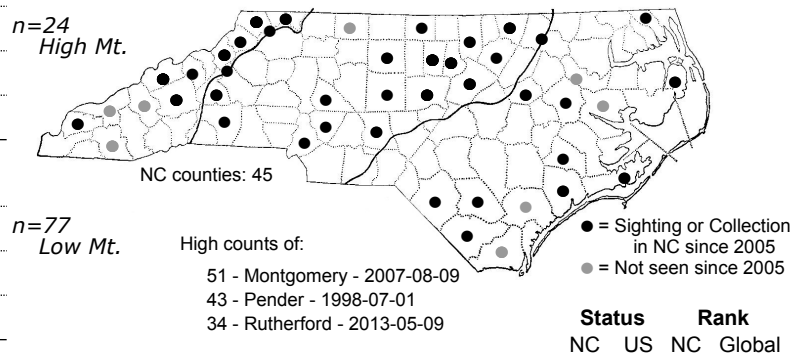 n=24
High Mt.
NC counties: 45
n=77
Low Mt.
High counts of:
51 - Montgomery - 2007-08-09
43 - Pender - 1998-07-01
34 - Rutherford - 2013-05-09
= Sighting or Collection
in NC since 2005
= Not seen since 2005
Status Rank
NC US NC Global